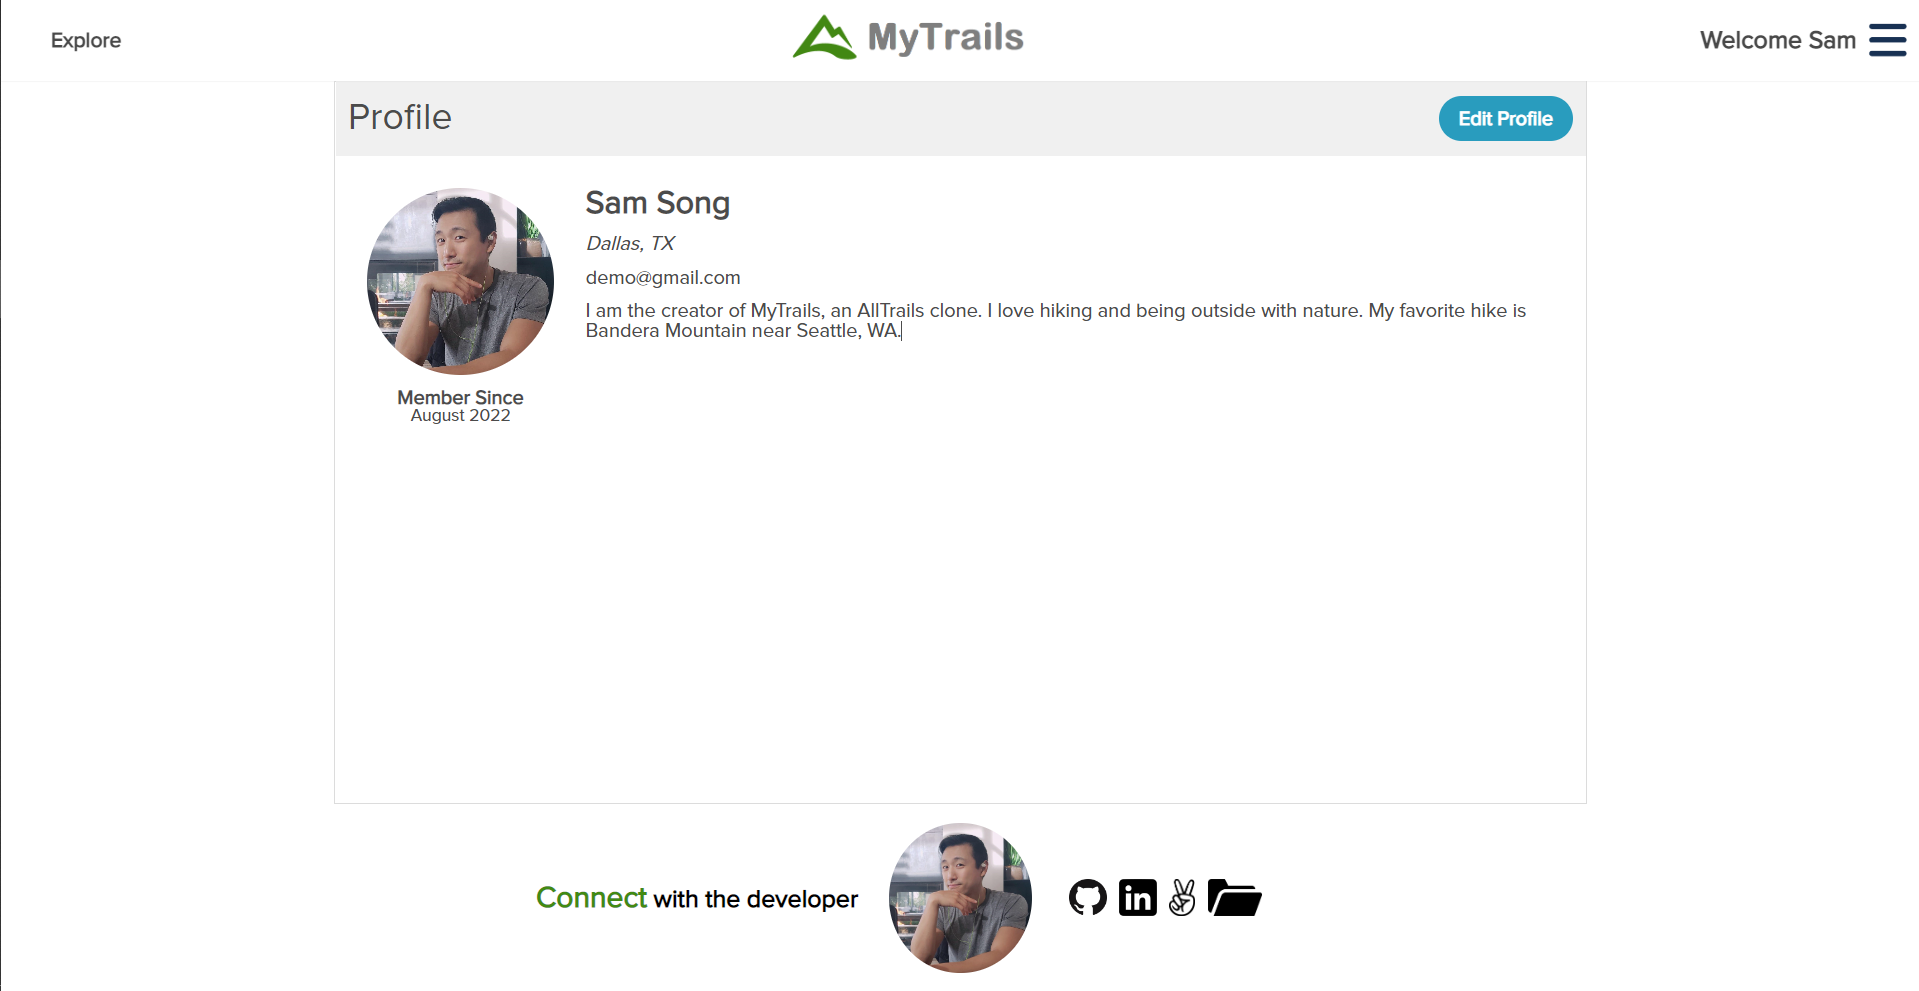 Explore
MyTrails
Welcome Sam
Profile
Edit Profile
Sam Song
Dallas, TX
demo@gmail.com
I am the creator of MyTrails, an AllTrails clone. I love hiking and being outside with nature. My favorite hike is
Bandera Mountain near Seattle, WA.
Member Since
August 2022
Connect with the developer
in